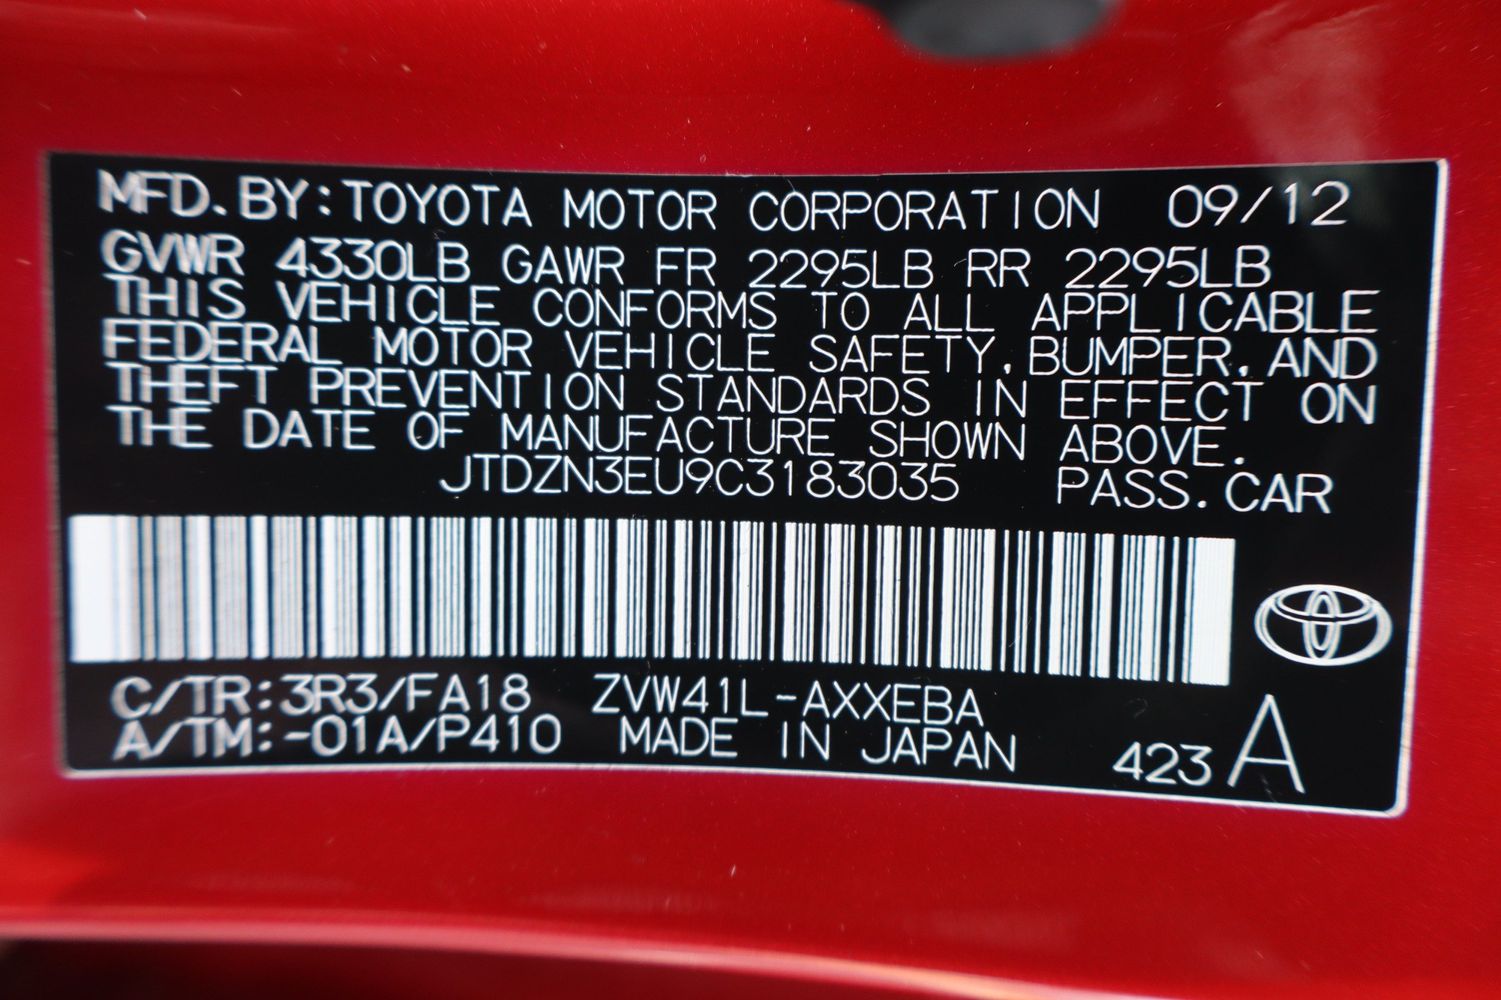 MFD. BY: TOYOTA MOTOR CORPORATION 09/12
GVWR 4330LB GAWR FR 2295LB RR 2295LB
THIS VEHICLE CONFORMS TO ALL APPLICABLE
FEDERAL MOTOR VEHICLE SAFETY, BUMPER, AND
THEFT PREVENTION STANDARDS IN EFFECT ON
THE DATE OF MANUFACTURE SHOWN ABOVE.
JTDZN3EU9C3183035 PASS. CAR
C/TR: 3R3/FA18 ZVW41L-AXXEBA
A/TM: -01A/P410 MADE IN JAPAN 423 A